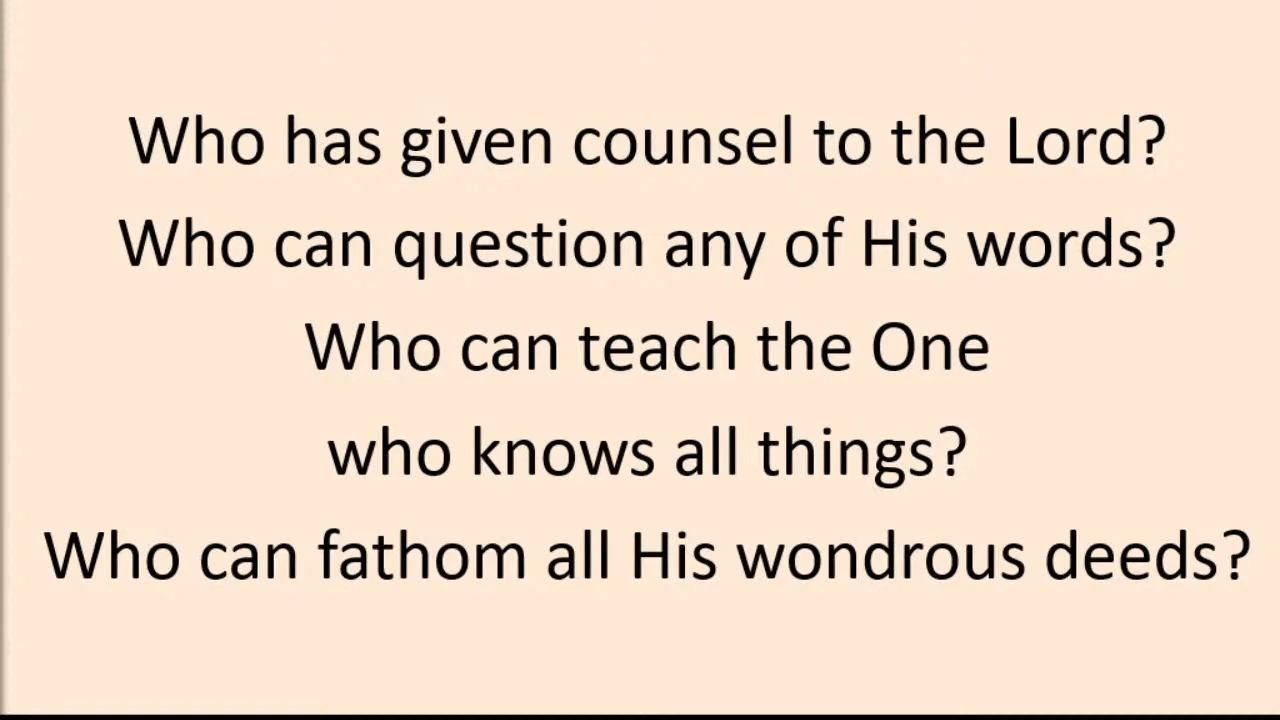 Who has given counsel to the Lord?
Who can question any of His words?
Who can teach the One
who knows all things?
Who can fathom all His wondrous deeds?